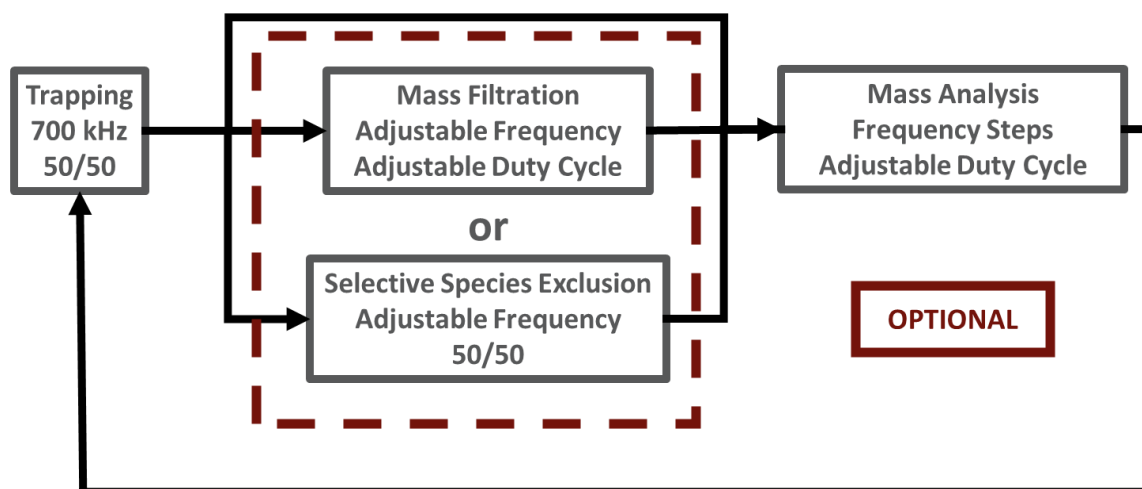 Trapping
700 kHz
50/50
Mass Filtration
Adjustable Frequency
Adjustable Duty Cycle
or
Selective Species Exclusion
Adjustable Frequency
50/50
Mass Analysis
Frequency Steps
Adjustable Duty Cycle
OPTIONAL